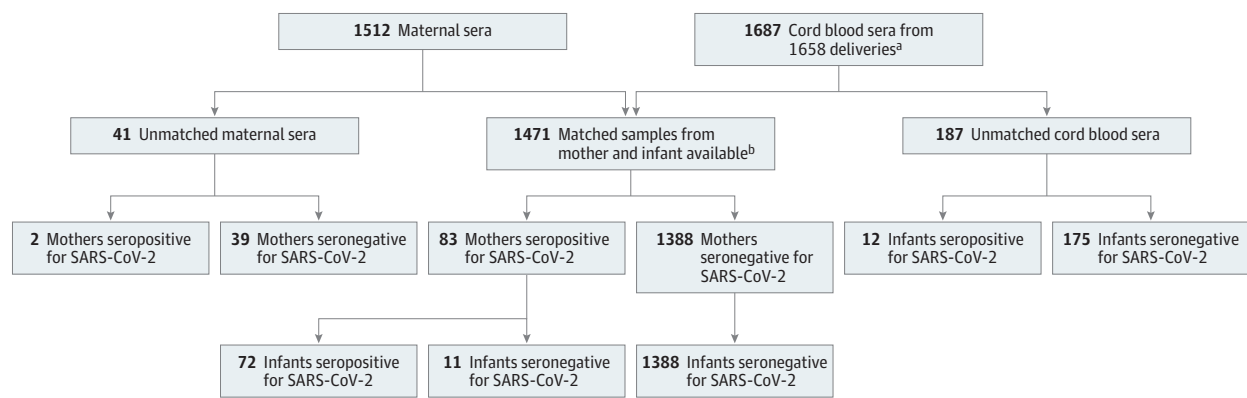 1512 Maternal sera
1687 Cord blood sera from
1658 deliveriesᵃ
41 Unmatched maternal sera
1471 Matched samples from
mother and infant availableᵇ
187 Unmatched cord blood sera
2 Mothers seropositive
for SARS-CoV-2
39 Mothers seronegative
for SARS-CoV-2
83 Mothers seropositive
for SARS-CoV-2
1388 Mothers
seronegative for
SARS-CoV-2
12 Infants seropositive
for SARS-CoV-2
175 Infants seronegative
for SARS-CoV-2
72 Infants seropositive
for SARS-CoV-2
11 Infants seronegative
for SARS-CoV-2
1388 Infants seronegative
for SARS-CoV-2